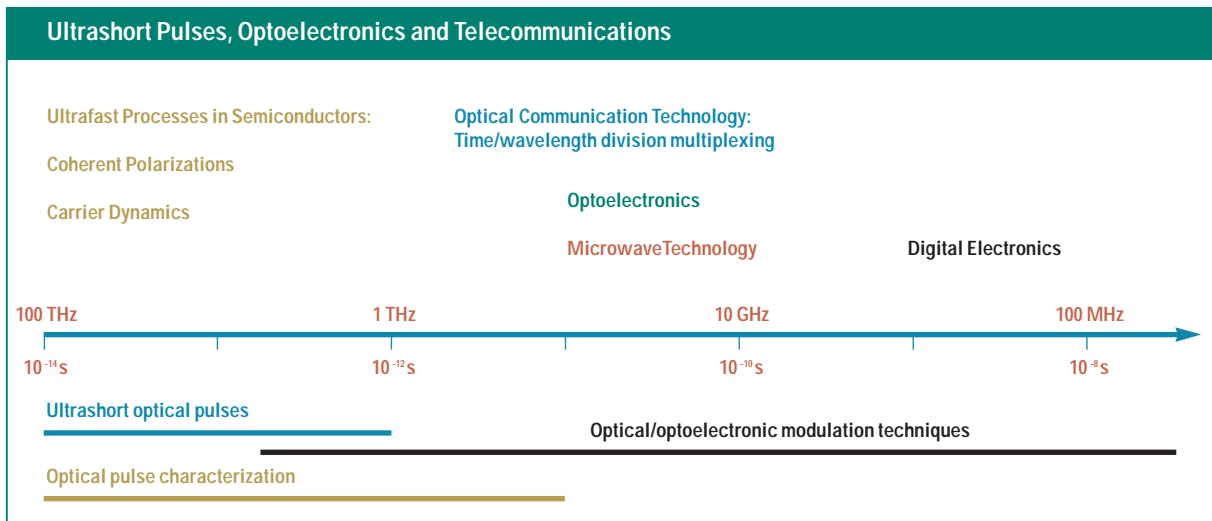 Ultrashort Pulses, Optoelectronics and Telecommunications
Ultrafast Processes in Semiconductors:
Coherent Polarizations
Carrier Dynamics
Optical Communication Technology:
Time/wavelength division multiplexing
Optoelectronics
MicrowaveTechnology
Digital Electronics
100 THz 1 THz 10 GHz 100 MHz
10⁻¹⁴s 10⁻¹²s 10⁻¹⁰s 10⁻⁸s
Ultrashort optical pulses
Optical/optoelectronic modulation techniques
Optical pulse characterization